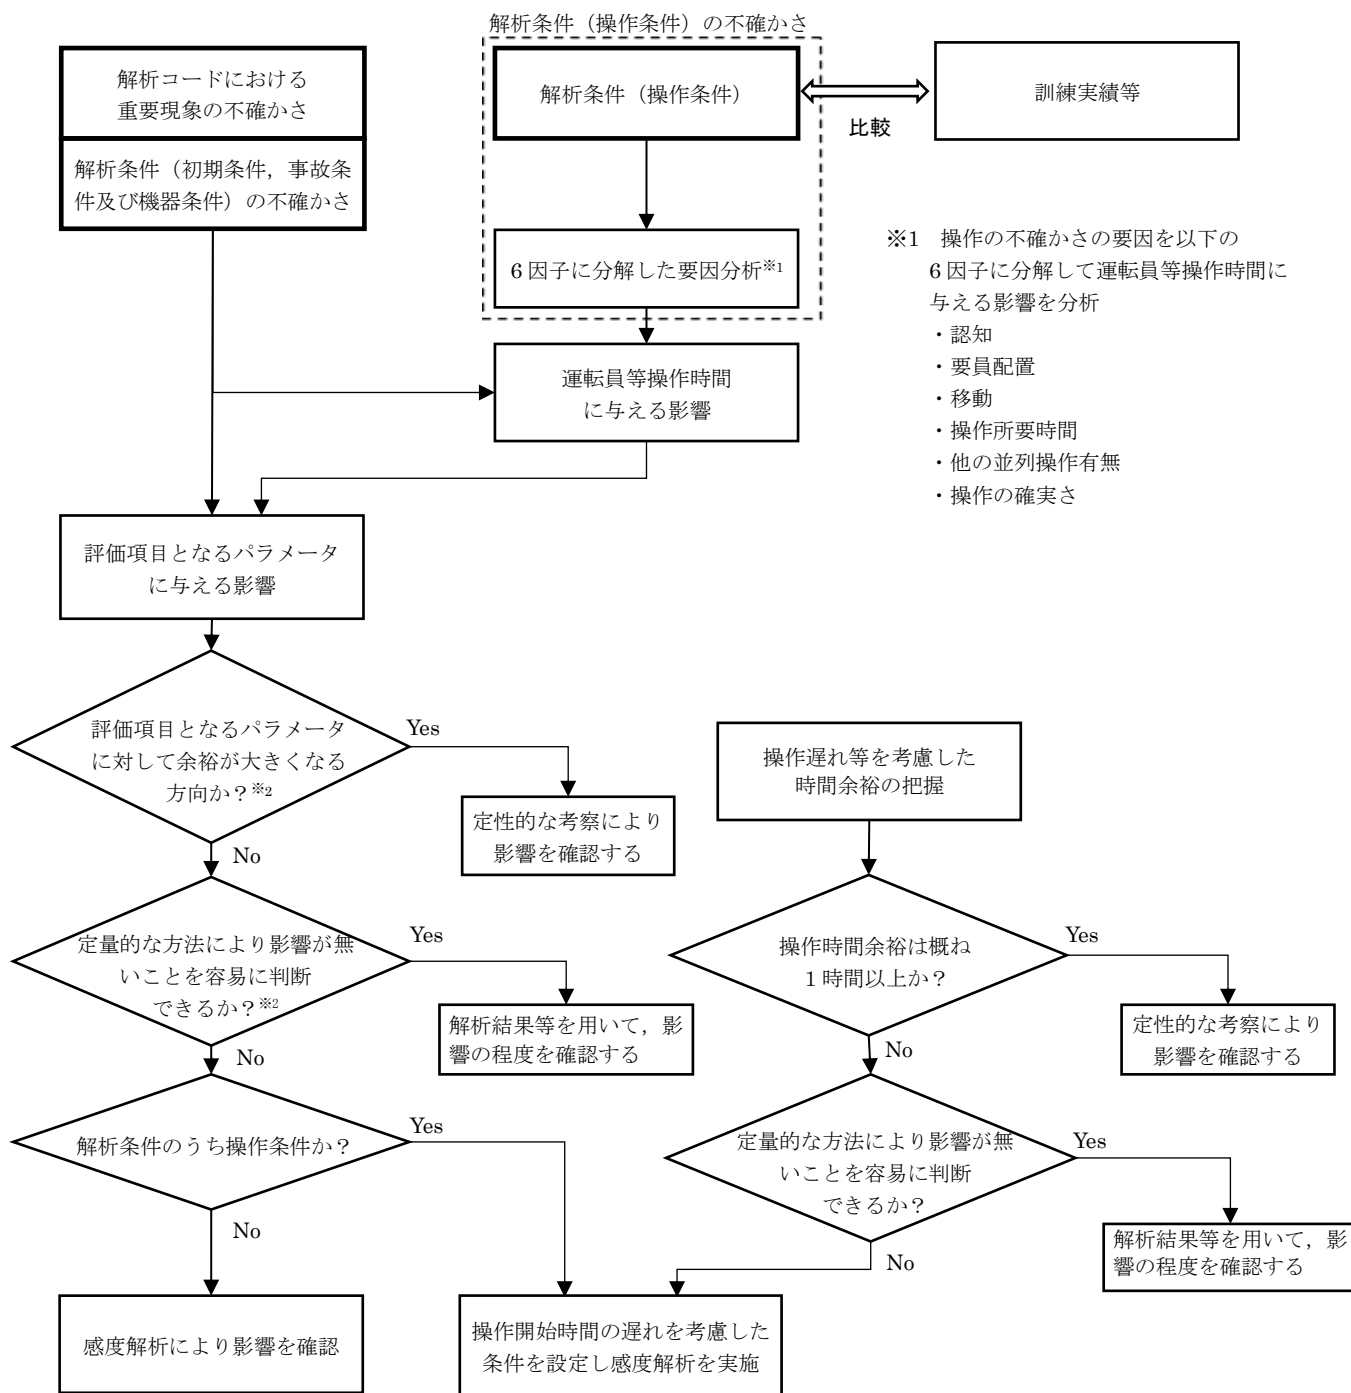 解析条件（操作条件）の不確かさ
解析コードにおける
重要現象の不確かさ
解析条件（初期条件，事故条
件及び機器条件）の不確かさ
解析条件（操作条件）
比較
訓練実績等
6因子に分解した要因分析※1
※1　操作の不確かさの要因を以下の
6因子に分解して運転員等操作時間に
与える影響を分析
・認知
・要員配置
・移動
・操作所要時間
・他の並列操作有無
・操作の確実さ
運転員等操作時間
に与える影響
評価項目となるパラメータ
に与える影響
評価項目となるパラメータ
に対して余裕が大きくなる
方向か？※2
Yes
定性的な考察により
影響を確認する
No
定量的な方法により影響が無
いことを容易に判断
できるか？※2
Yes
解析結果等を用いて，影
響の程度を確認する
No
解析条件のうち操作条件か？
Yes
No
感度解析により影響を確認
操作遅れ等を考慮した
時間余裕の把握
操作時間余裕は概ね
1時間以上か？
Yes
定性的な考察により
影響を確認する
No
定量的な方法により影響が無
いことを容易に判断
できるか？
Yes
解析結果等を用いて，影
響の程度を確認する
No
操作開始時間の遅れを考慮した
条件を設定し感度解析を実施